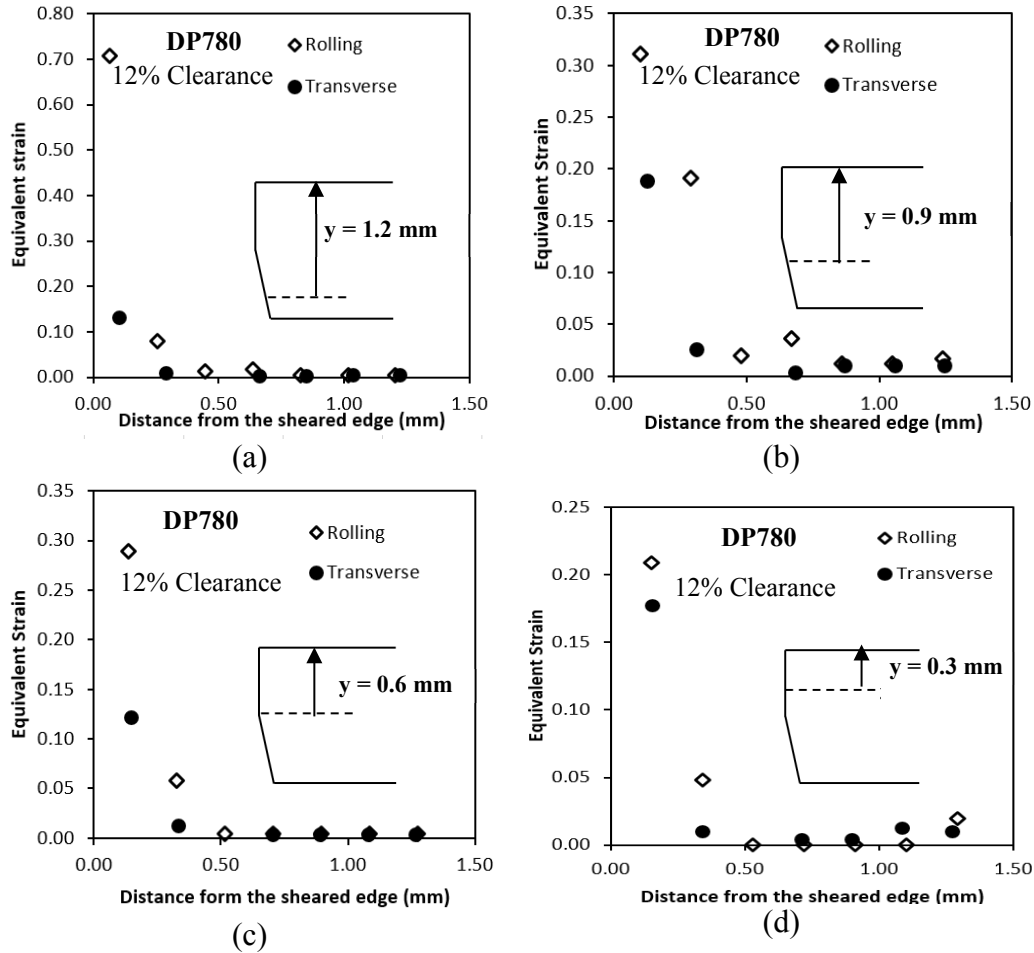 0.80
0.70
0.60
0.50
0.40
0.30
0.20
0.10
0.00
Equivalent strain
DP780
12% Clearance
Rolling
Transverse
y = 1.2 mm
0.00 0.50 1.00 1.50
Distance from the sheared edge (mm)
(a)
0.35
0.30
0.25
0.20
0.15
0.10
0.05
0.00
Equivalent Strain
DP780
12% Clearance
Rolling
Transverse
y = 0.9 mm
0.00 0.50 1.00 1.50
Distance from the sheared edge (mm)
(b)
0.35
0.30
0.25
0.20
0.15
0.10
0.05
0.00
Equivalent Strain
DP780
12% Clearance
Rolling
Transverse
y = 0.6 mm
0.00 0.50 1.00 1.50
Distance form the sheared edge (mm)
(c)
0.25
0.20
0.15
0.10
0.05
0.00
Equivalent Strain
DP780
12% Clearance
Rolling
Transverse
y = 0.3 mm
0.00 0.50 1.00 1.50
Distance from the sheared edge (mm)
(d)